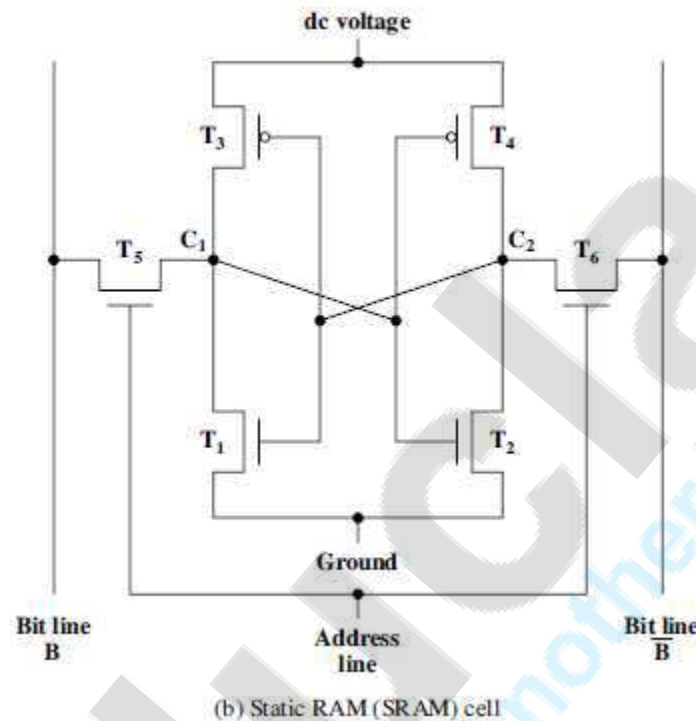 dc voltage
T3
T4
T5
C1
C2
T6
T1
T2
Ground
Bit line
B
Address
line
Bit line
B̅
(b) Static RAM (SRAM) cell
nother